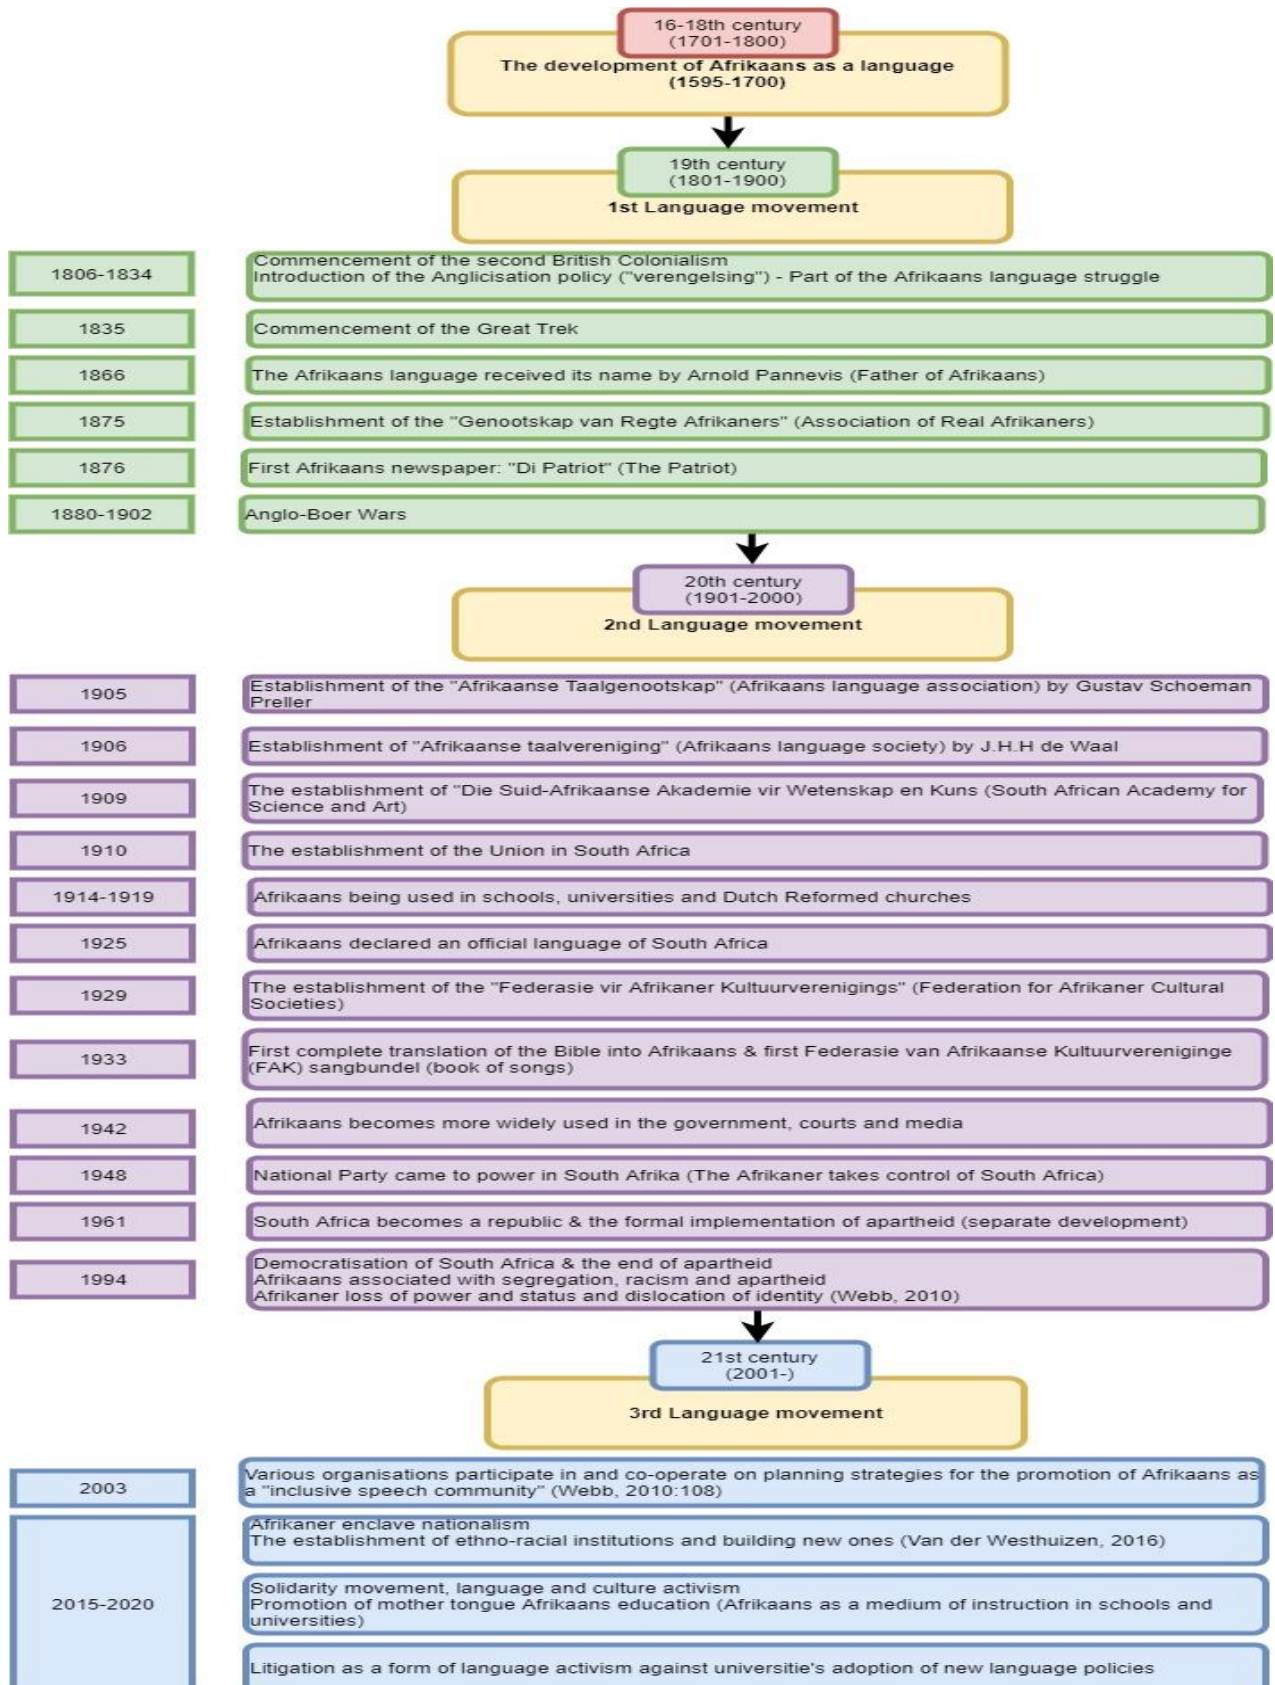 16-18th century
(1701-1800)
The development of Afrikaans as a language
(1595-1700)
19th century
(1801-1900)
1st Language movement
1806-1834
Commencement of the second British Colonialism
Introduction of the Anglicisation policy ("verengelsing") - Part of the Afrikaans language struggle
1835
Commencement of the Great Trek
1866
The Afrikaans language received its name by Arnold Pannevis (Father of Afrikaans)
1875
Establishment of the "Genootskap van Regte Afrikaners" (Association of Real Afrikaners)
1876
First Afrikaans newspaper: "Di Patriot" (The Patriot)
1880-1902
Anglo-Boer Wars
20th century
(1901-2000)
2nd Language movement
1905
Establishment of the "Afrikaanse Taalgenootskap" (Afrikaans language association) by Gustav Schoeman
Preller
1906
Establishment of "Afrikaanse taalvereniging" (Afrikaans language society) by J.H.H de Waal
1909
The establishment of "Die Suid-Afrikaanse Akademie vir Wetenskap en Kuns (South African Academy for
Science and Art)
1910
The establishment of the Union in South Africa
1914-1919
Afrikaans being used in schools, universities and Dutch Reformed churches
1925
Afrikaans declared an official language of South Africa
1929
The establishment of the "Federasie vir Afrikaner Kultuurverenigings" (Federation for Afrikaner Cultural
Societies)
1933
First complete translation of the Bible into Afrikaans & first Federasie van Afrikaanse Kultuurvereniginge
(FAK) sangbundel (book of songs)
1942
Afrikaans becomes more widely used in the government, courts and media
1948
National Party came to power in South Afrika (The Afrikaner takes control of South Africa)
1961
South Africa becomes a republic & the formal implementation of apartheid (separate development)
1994
Democratisation of South Africa & the end of apartheid
Afrikaans associated with segregation, racism and apartheid
Afrikaner loss of power and status and dislocation of identity (Webb, 2010)
21st century
(2001-)
3rd Language movement
2003
Various organisations participate in and co-operate on planning strategies for the promotion of Afrikaans as
a "inclusive speech community" (Webb, 2010:108)
2015-2020
Afrikaner enclave nationalism
The establishment of ethno-racial institutions and building new ones (Van der Westhuizen, 2016)
Solidarity movement, language and culture activism
Promotion of mother tongue Afrikaans education (Afrikaans as a medium of instruction in schools and
universities)
Litigation as a form of language activism against universitie's adoption of new language policies